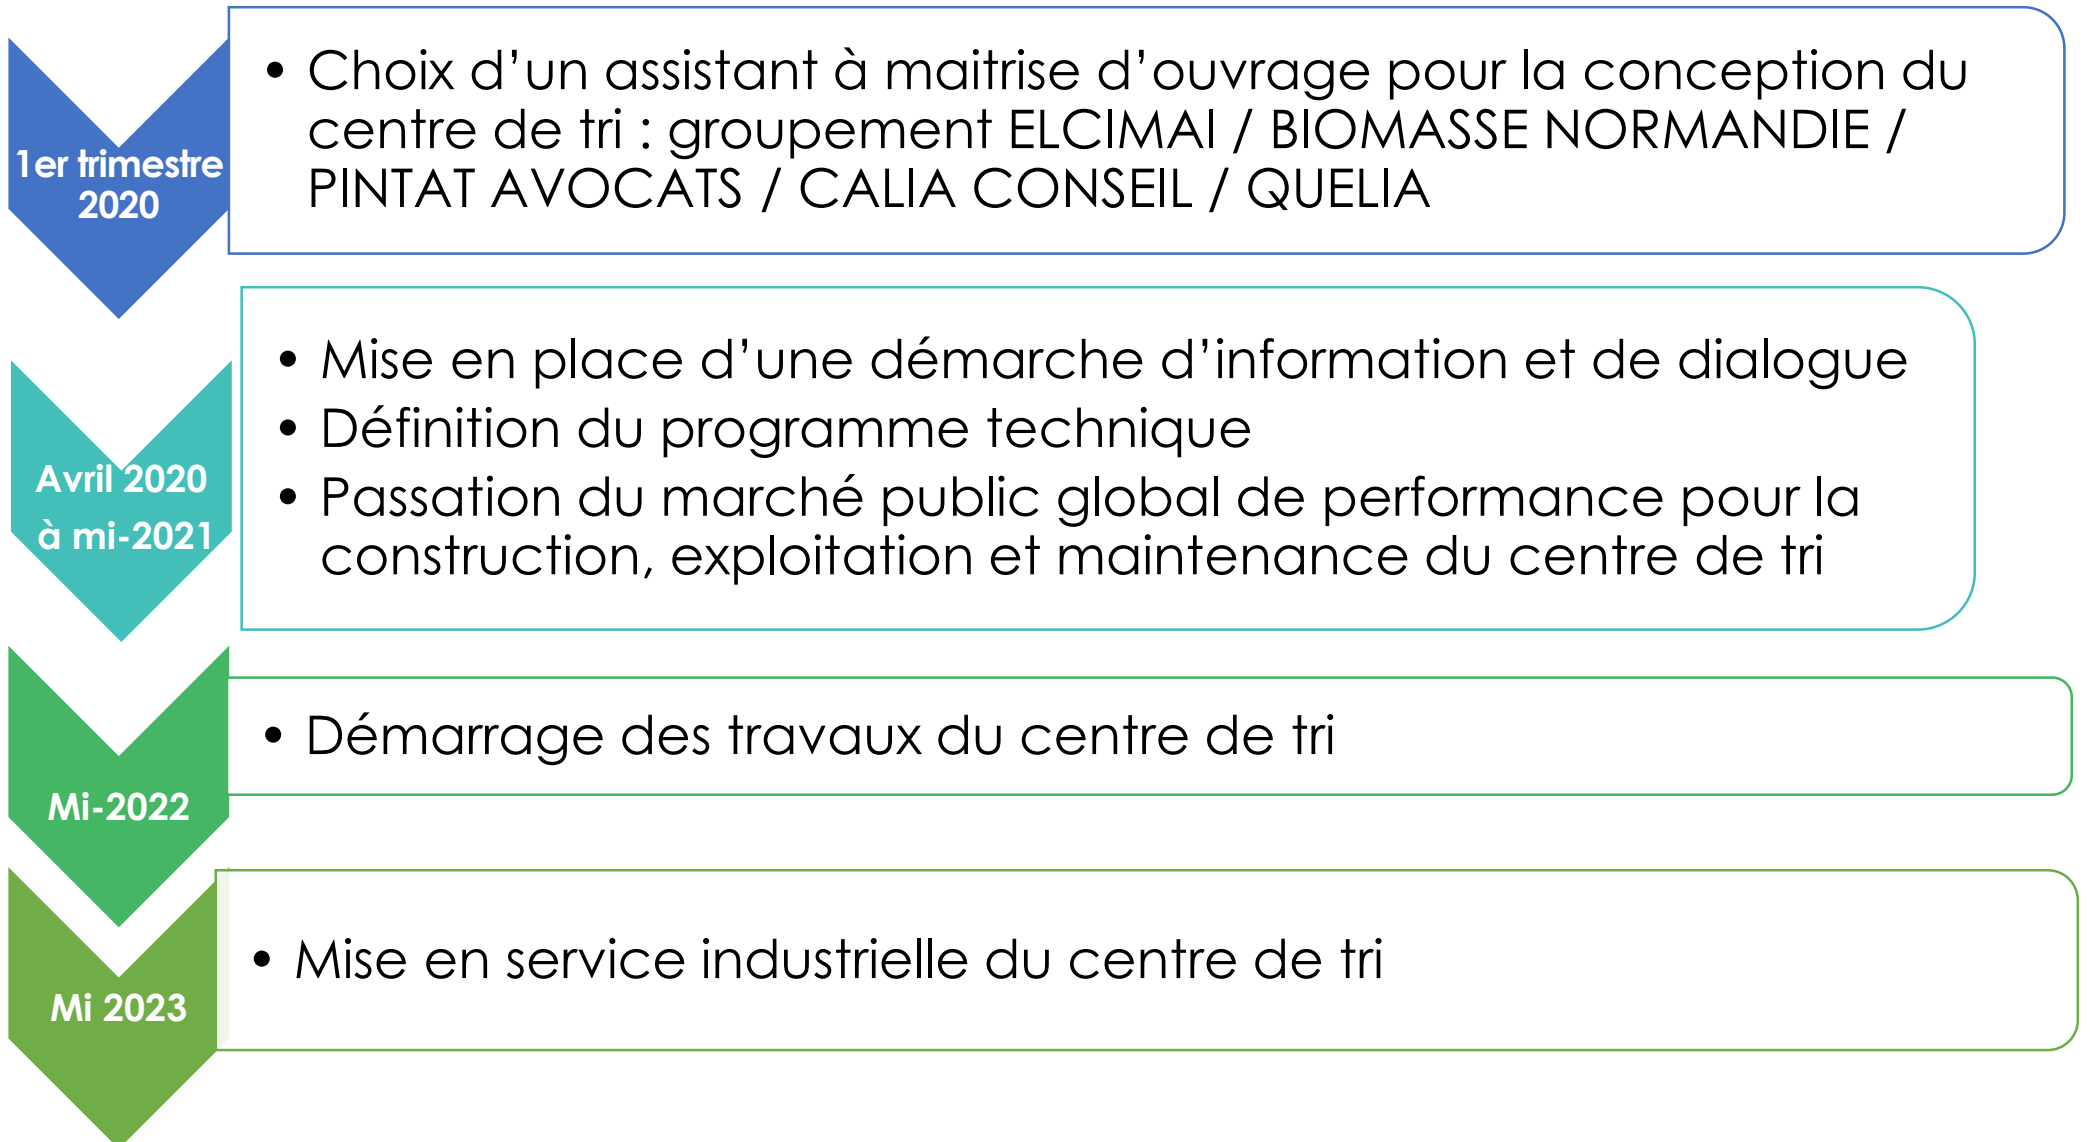 1er trimestre
2020
• Choix d’un assistant à maitrise d’ouvrage pour la conception du
centre de tri : groupement ELCIMAI / BIOMASSE NORMANDIE /
PINTAT AVOCATS / CALIA CONSEIL / QUELIA
Avril 2020
à mi-2021
• Mise en place d’une démarche d’information et de dialogue
• Définition du programme technique
• Passation du marché public global de performance pour la
construction, exploitation et maintenance du centre de tri
Mi-2022
• Démarrage des travaux du centre de tri
Mi 2023
• Mise en service industrielle du centre de tri